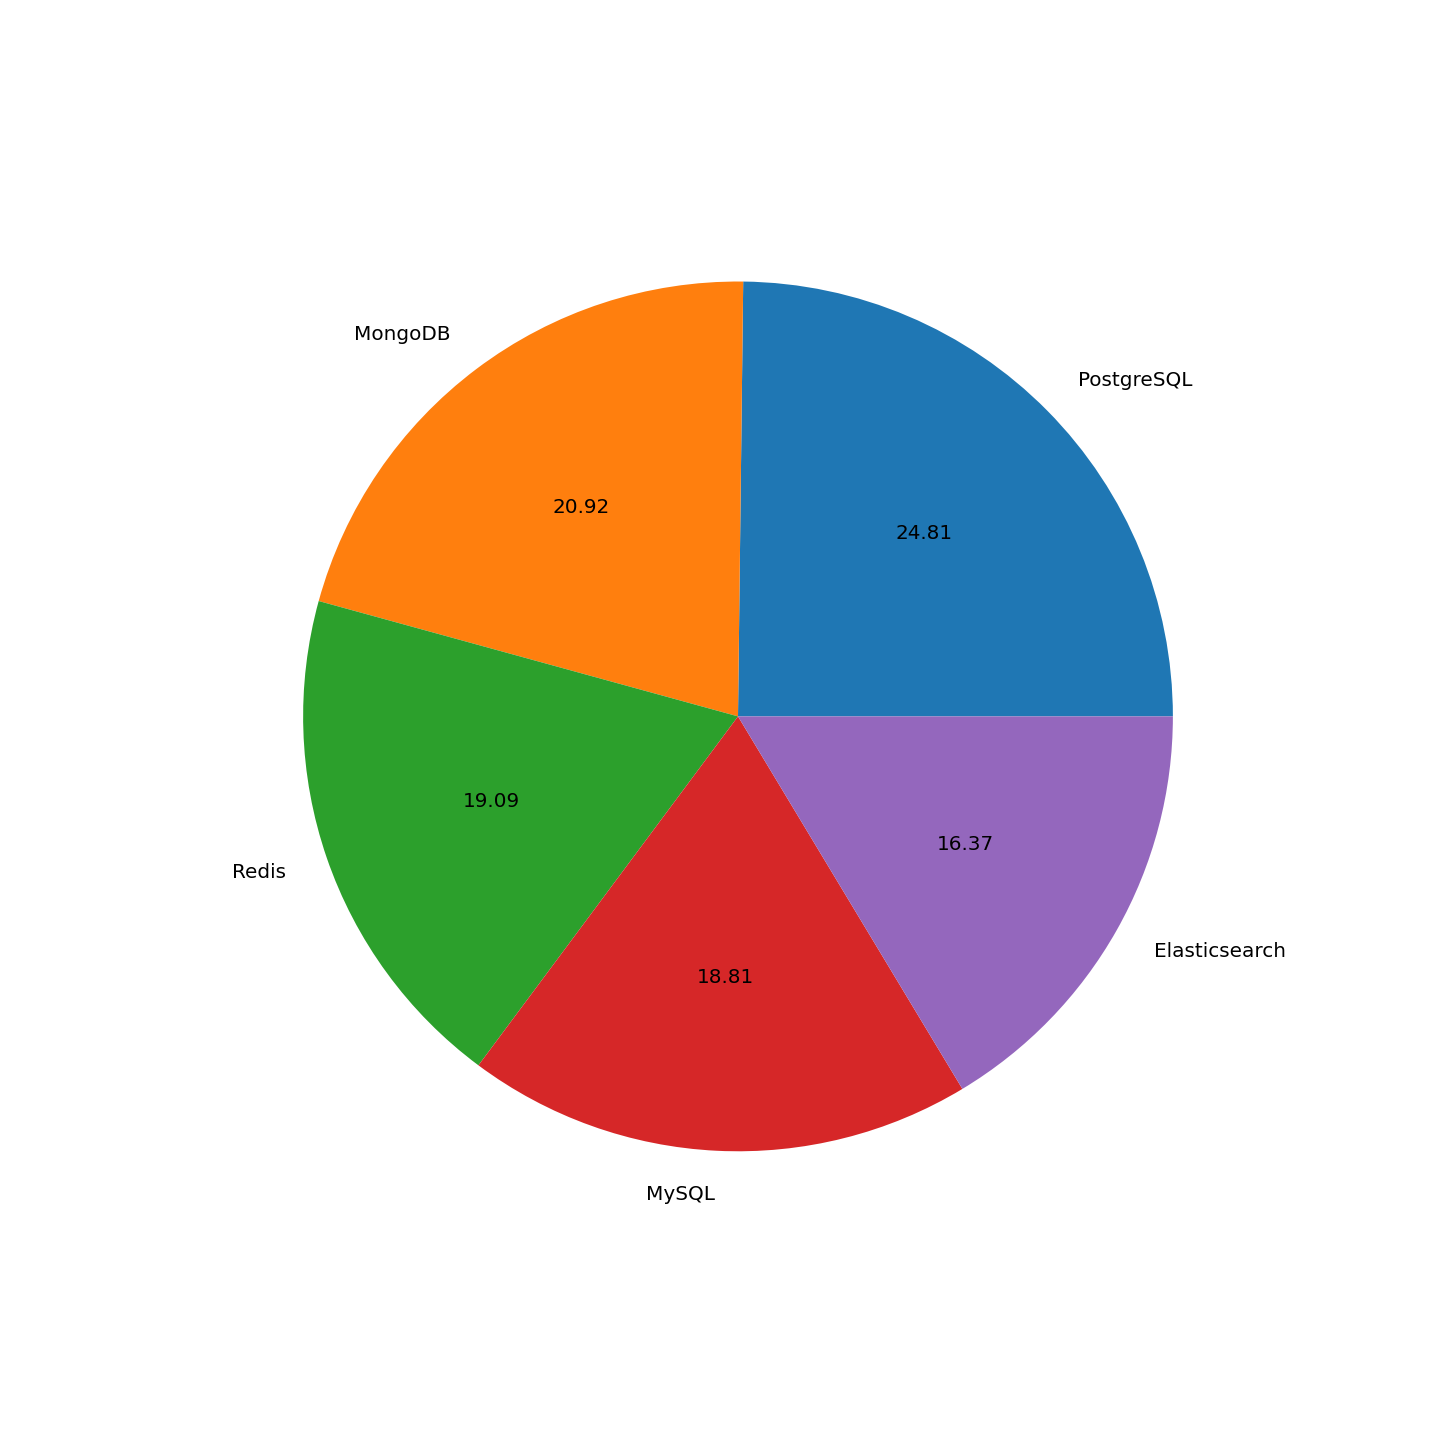 MongoDB
PostgreSQL
20.92
24.81
19.09
16.37
Redis
Elasticsearch
18.81
MySQL